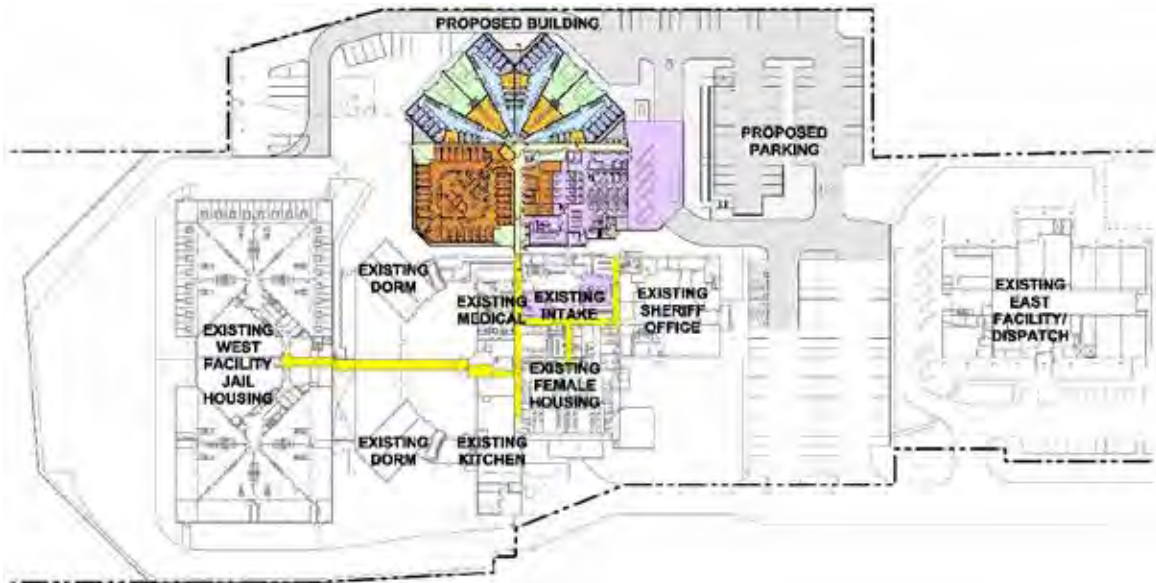 PROPOSED BUILDING
PROPOSED
PARKING
EXISTING
DORM
EXISTING
MEDICAL
EXISTING
INTAKE
EXISTING
SHERIFF
OFFICE
EXISTING
EAST
FACILITY/
DISPATCH
EXISTING
WEST
FACILITY
JAIL
HOUSING
EXISTING
FEMALE
HOUSING
EXISTING
DORM
EXISTING
KITCHEN